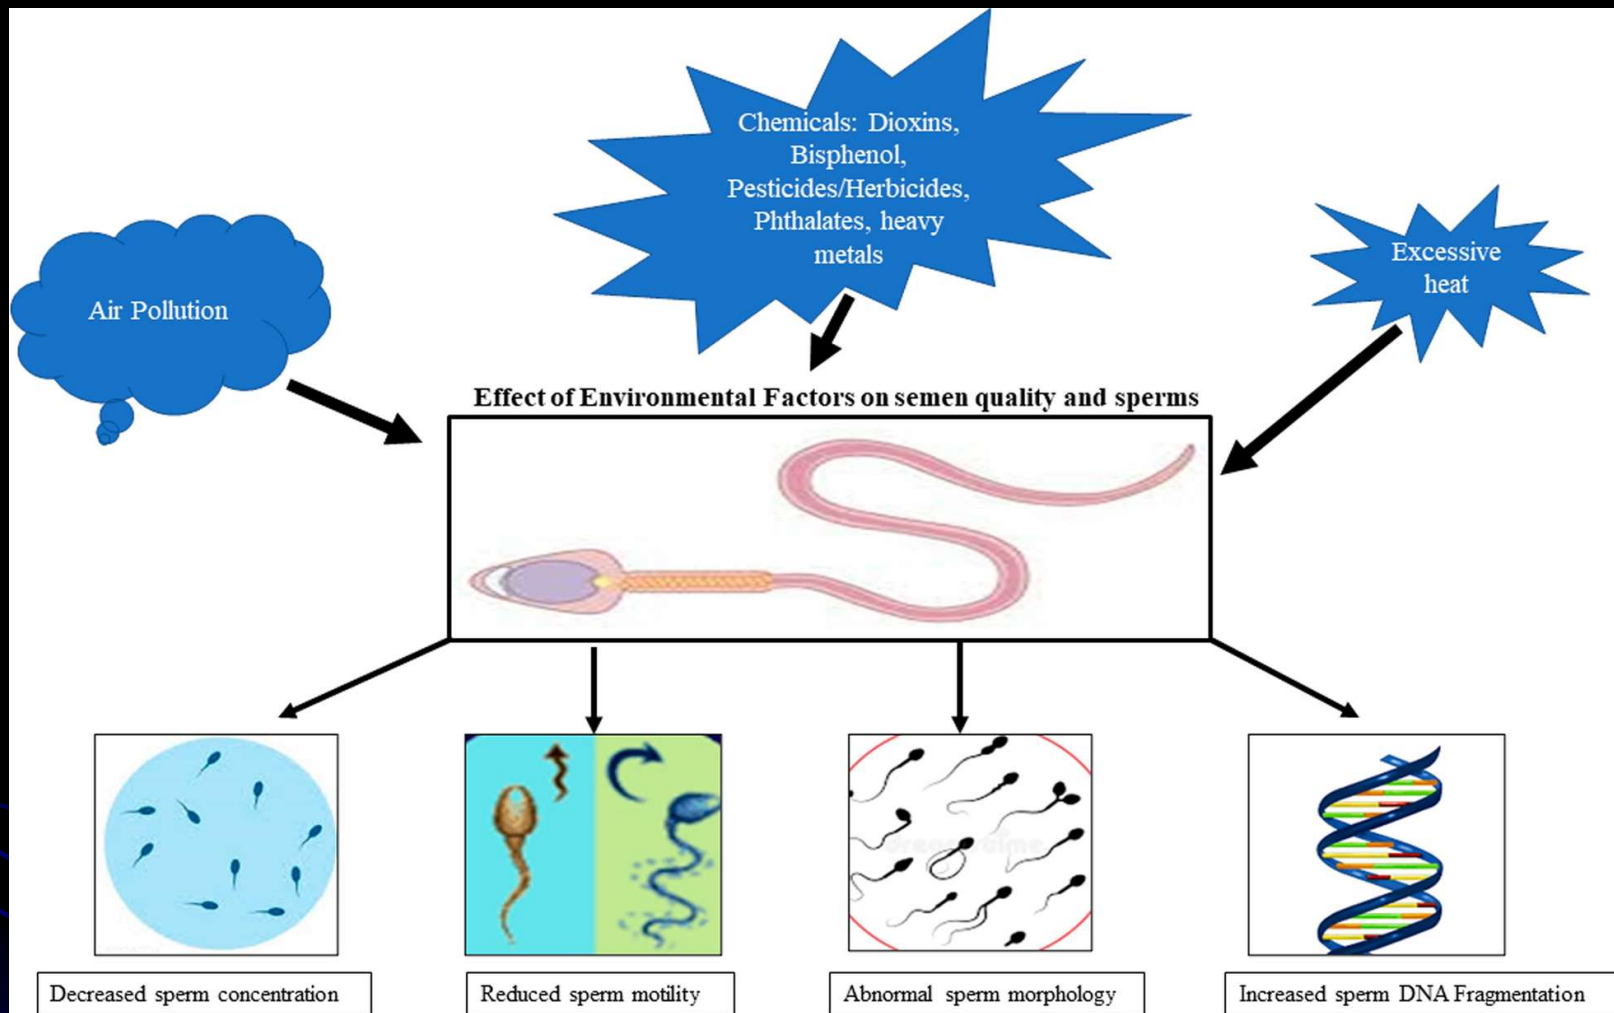 Chemicals: Dioxins,
Bisphenol,
Pesticides/Herbicides,
Phthalates, heavy
metals
Excessive
heat
Air Pollution
Effect of Environmental Factors on semen quality and sperms
Decreased sperm concentration
Reduced sperm motility
Abnormal sperm morphology
Increased sperm DNA Fragmentation